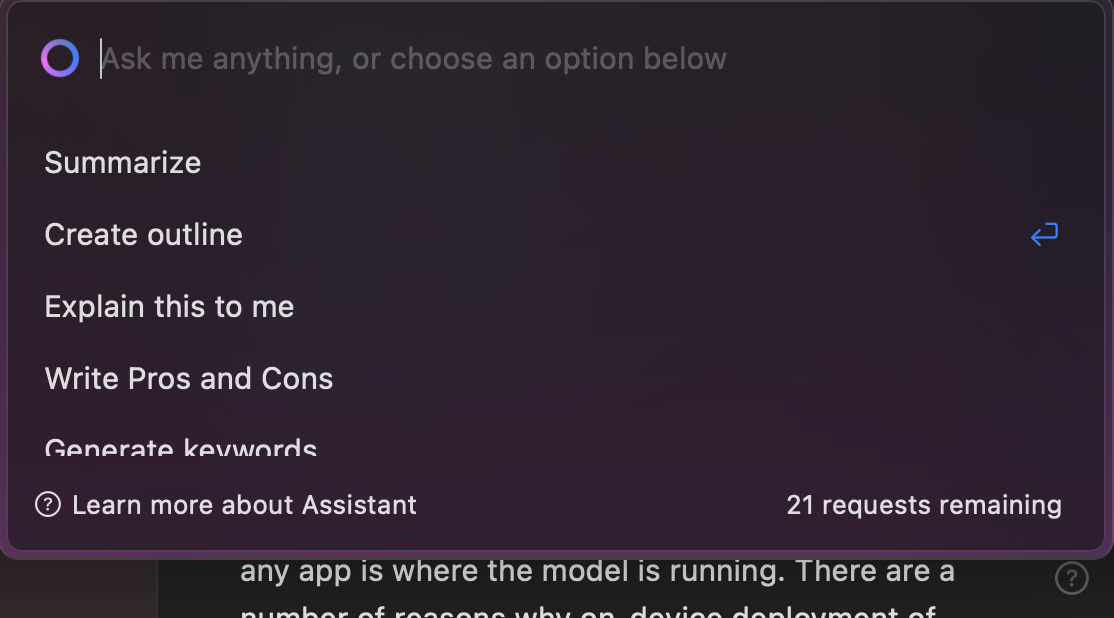 Ask me anything, or choose an option below
Summarize
Create outline
Explain this to me
Write Pros and Cons
Generate keywords
? Learn more about Assistant
21 requests remaining
any app is where the model is running. There are a
?
number of reasons why on-device deployment of